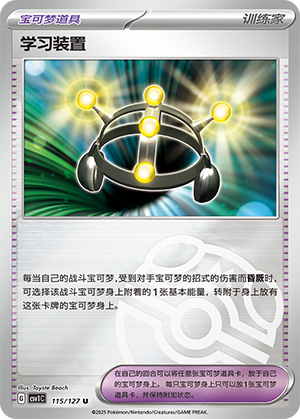 宝可梦道具
训练家
学习装置
每当自己的战斗宝可梦，受到对手宝可梦的招式的伤害而昏厥时，
可选择该战斗宝可梦身上附着的1张基本能量，转附于身上放有
这张卡牌的宝可梦身上。
Illus. Toyste Beach
G CSV1C 115/127 U
在自己的回合可以将任意张宝可梦道具卡，放于自己
的宝可梦身上。每只宝可梦身上只可以放1张宝可梦道
具卡，并保持附加状态。
©2025 Pokémon/Nintendo/Creatures/GAME FREAK.